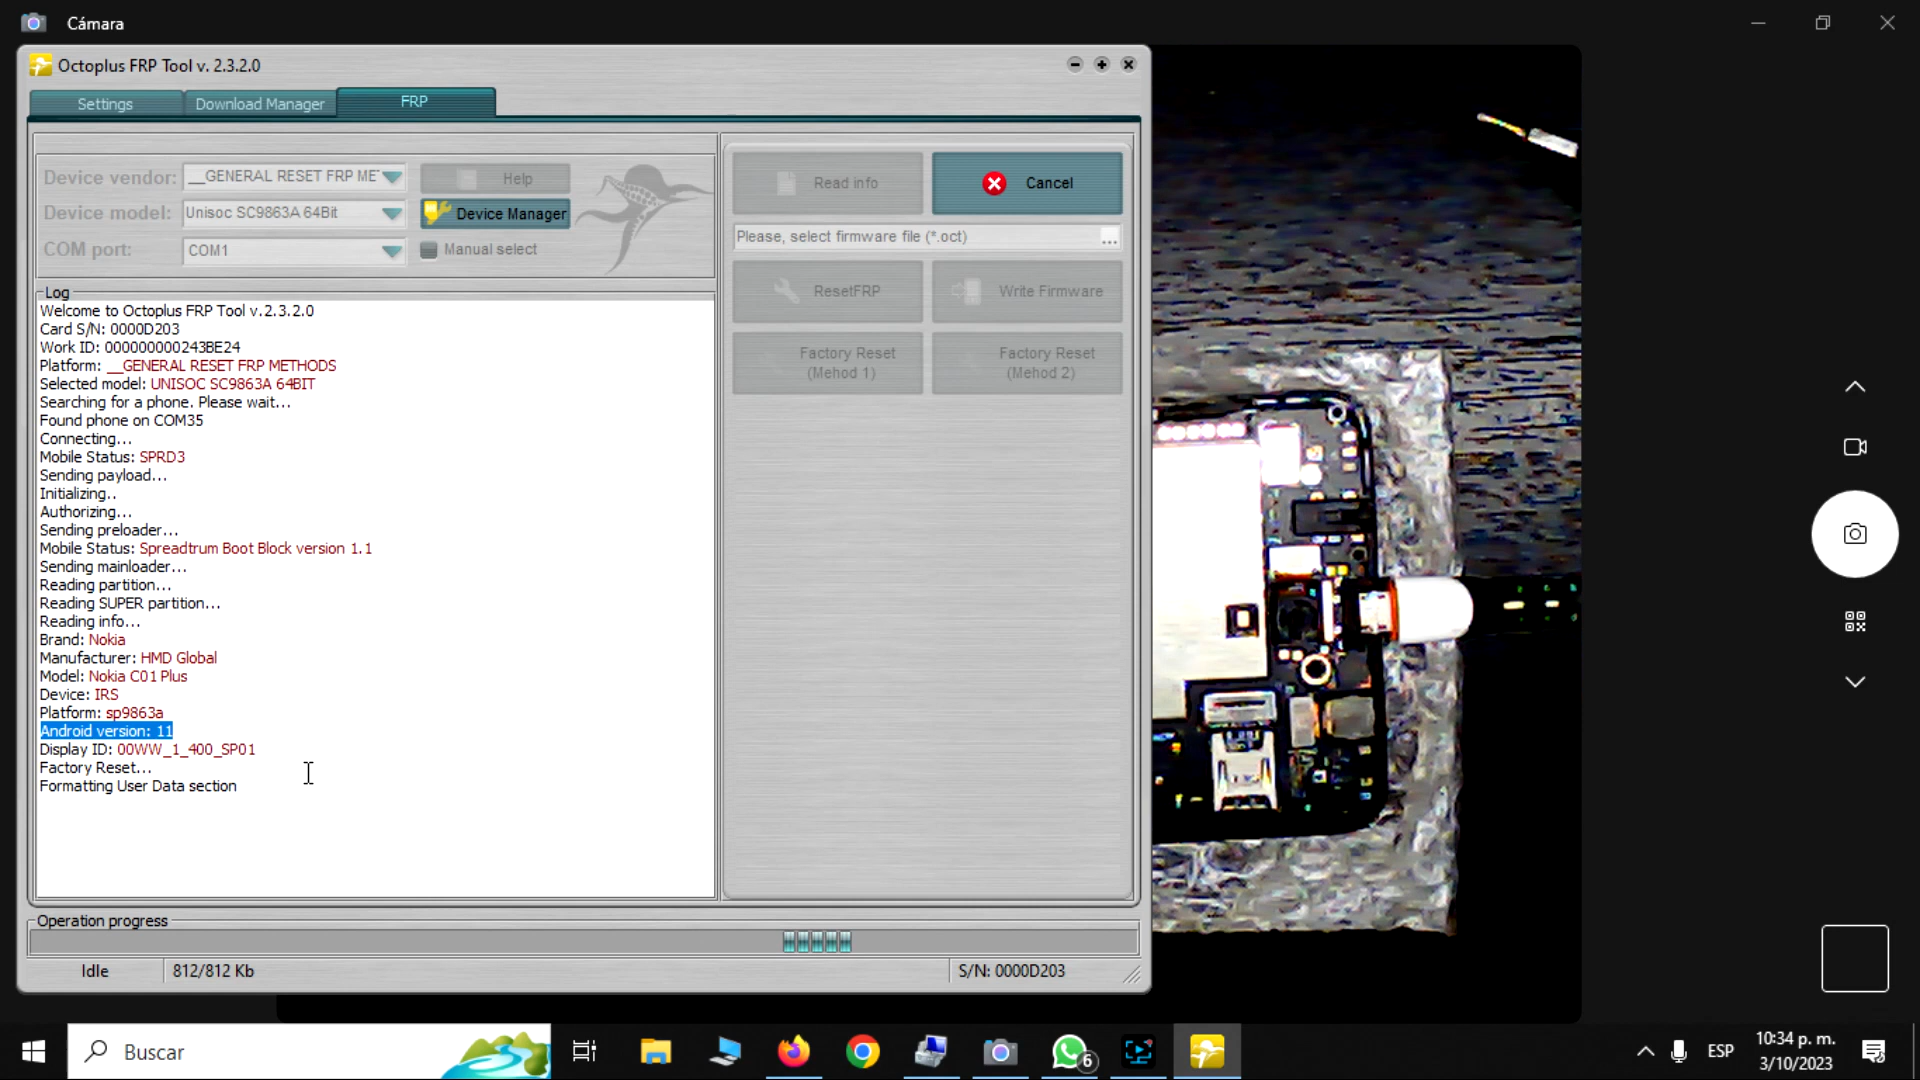 Cámara
Octoplus FRP Tool v. 2.3.2.0
Settings
Download Manager
FRP
Device vendor:
__GENERAL RESET FRP ME
Help
Device model:
Unisoc SC9863A 64Bit
Device Manager
COM port:
COM1
Manual select
Read info
Cancel
Please, select firmware file (*.oct)
...
ResetFRP
Write Firmware
Factory Reset
(Mehod 1)
Factory Reset
(Mehod 2)
Log
Welcome to Octoplus FRP Tool v.2.3.2.0
Card S/N: 0000D203
Work ID: 000000000243BE24
Platform: __GENERAL RESET FRP METHODS
Selected model: UNISOC SC9863A 64BIT
Searching for a phone. Please wait...
Found phone on COM35
Connecting...
Mobile Status: SPRD3
Sending payload...
Initializing..
Authorizing...
Sending preloader...
Mobile Status: Spreadtrum Boot Block version 1.1
Sending mainloader...
Reading partition...
Reading SUPER partition...
Reading info...
Brand: Nokia
Manufacturer: HMD Global
Model: Nokia C01 Plus
Device: IRS
Platform: sp9863a
Android version: 11
Display ID: 00WW_1_400_SP01
Factory Reset...
Formatting User Data section
Operation progress
Idle
812/812 Kb
S/N: 0000D203
Buscar
6
ESP
10:34 p. m.
3/10/2023